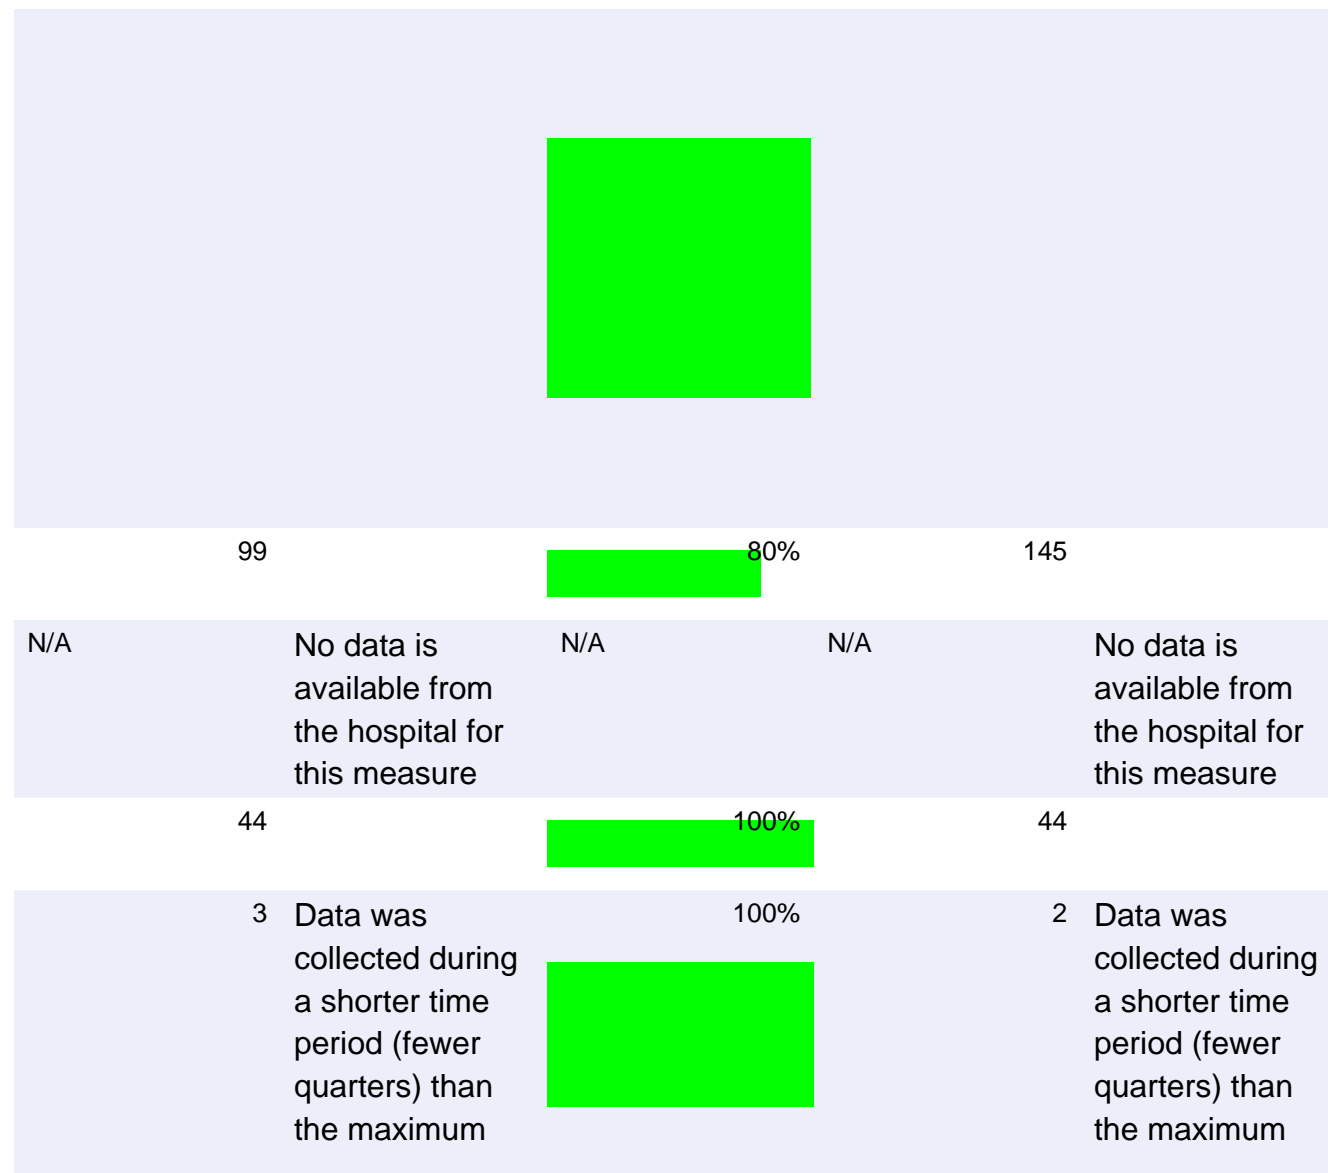 99 80% 145
N/A No data is N/A N/A No data is
available from available from
the hospital for the hospital for
this measure this measure
44 100% 44
3 Data was 100% 2 Data was
collected during collected during
a shorter time a shorter time
period (fewer period (fewer
quarters) than quarters) than
the maximum the maximum